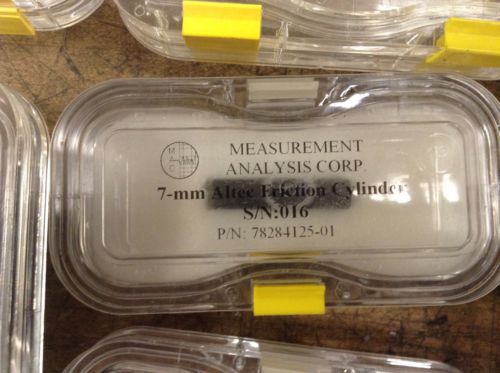 MEASUREMENT
ANALYSIS CORP.
7-mm Altec Friction Cylinder
S/N:016
P/N: 78284125-01